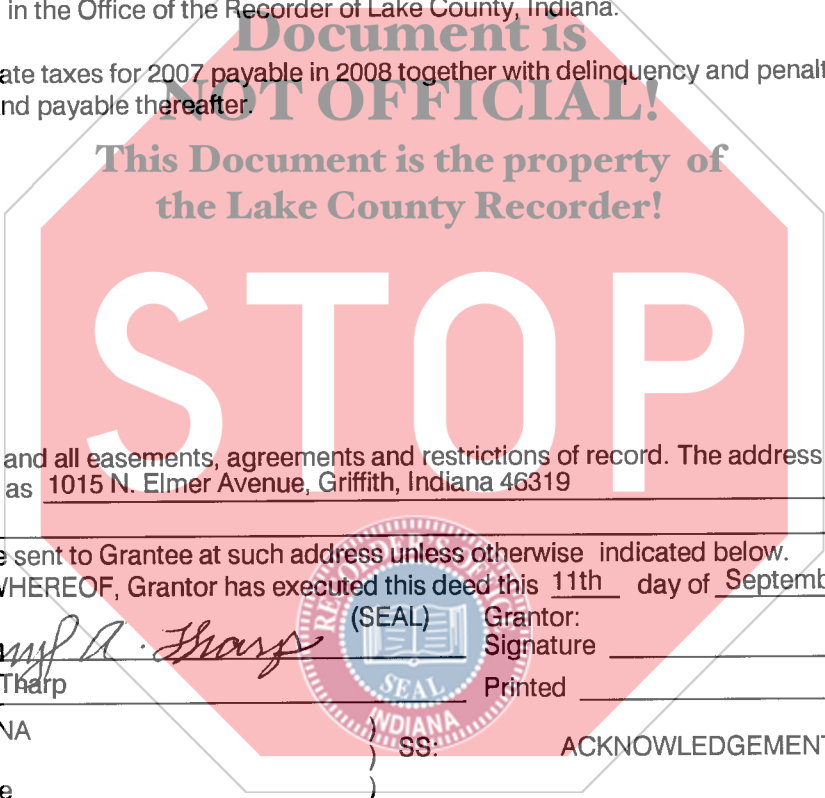 in the Office of the Recorder of Lake County, Indiana.
Document is
ate taxes for 2007 payable in 2008 together with delinquency and penalt
nd payable thereafter.
NOT OFFICIAL!
This Document is the property of
the Lake County Recorder!
STOP
and all easements, agreements and restrictions of record. The address
as 1015 N. Elmer Avenue, Griffith, Indiana 46319
e sent to Grantee at such address unless otherwise indicated below.
WHEREOF, Grantor has executed this deed this 11th day of Septemb
(SEAL) Grantor:
A. Tharp Signature
Tharp Printed
SEAL
INDIANA
NA
) SS: ACKNOWLEDGEMENT
)
e )